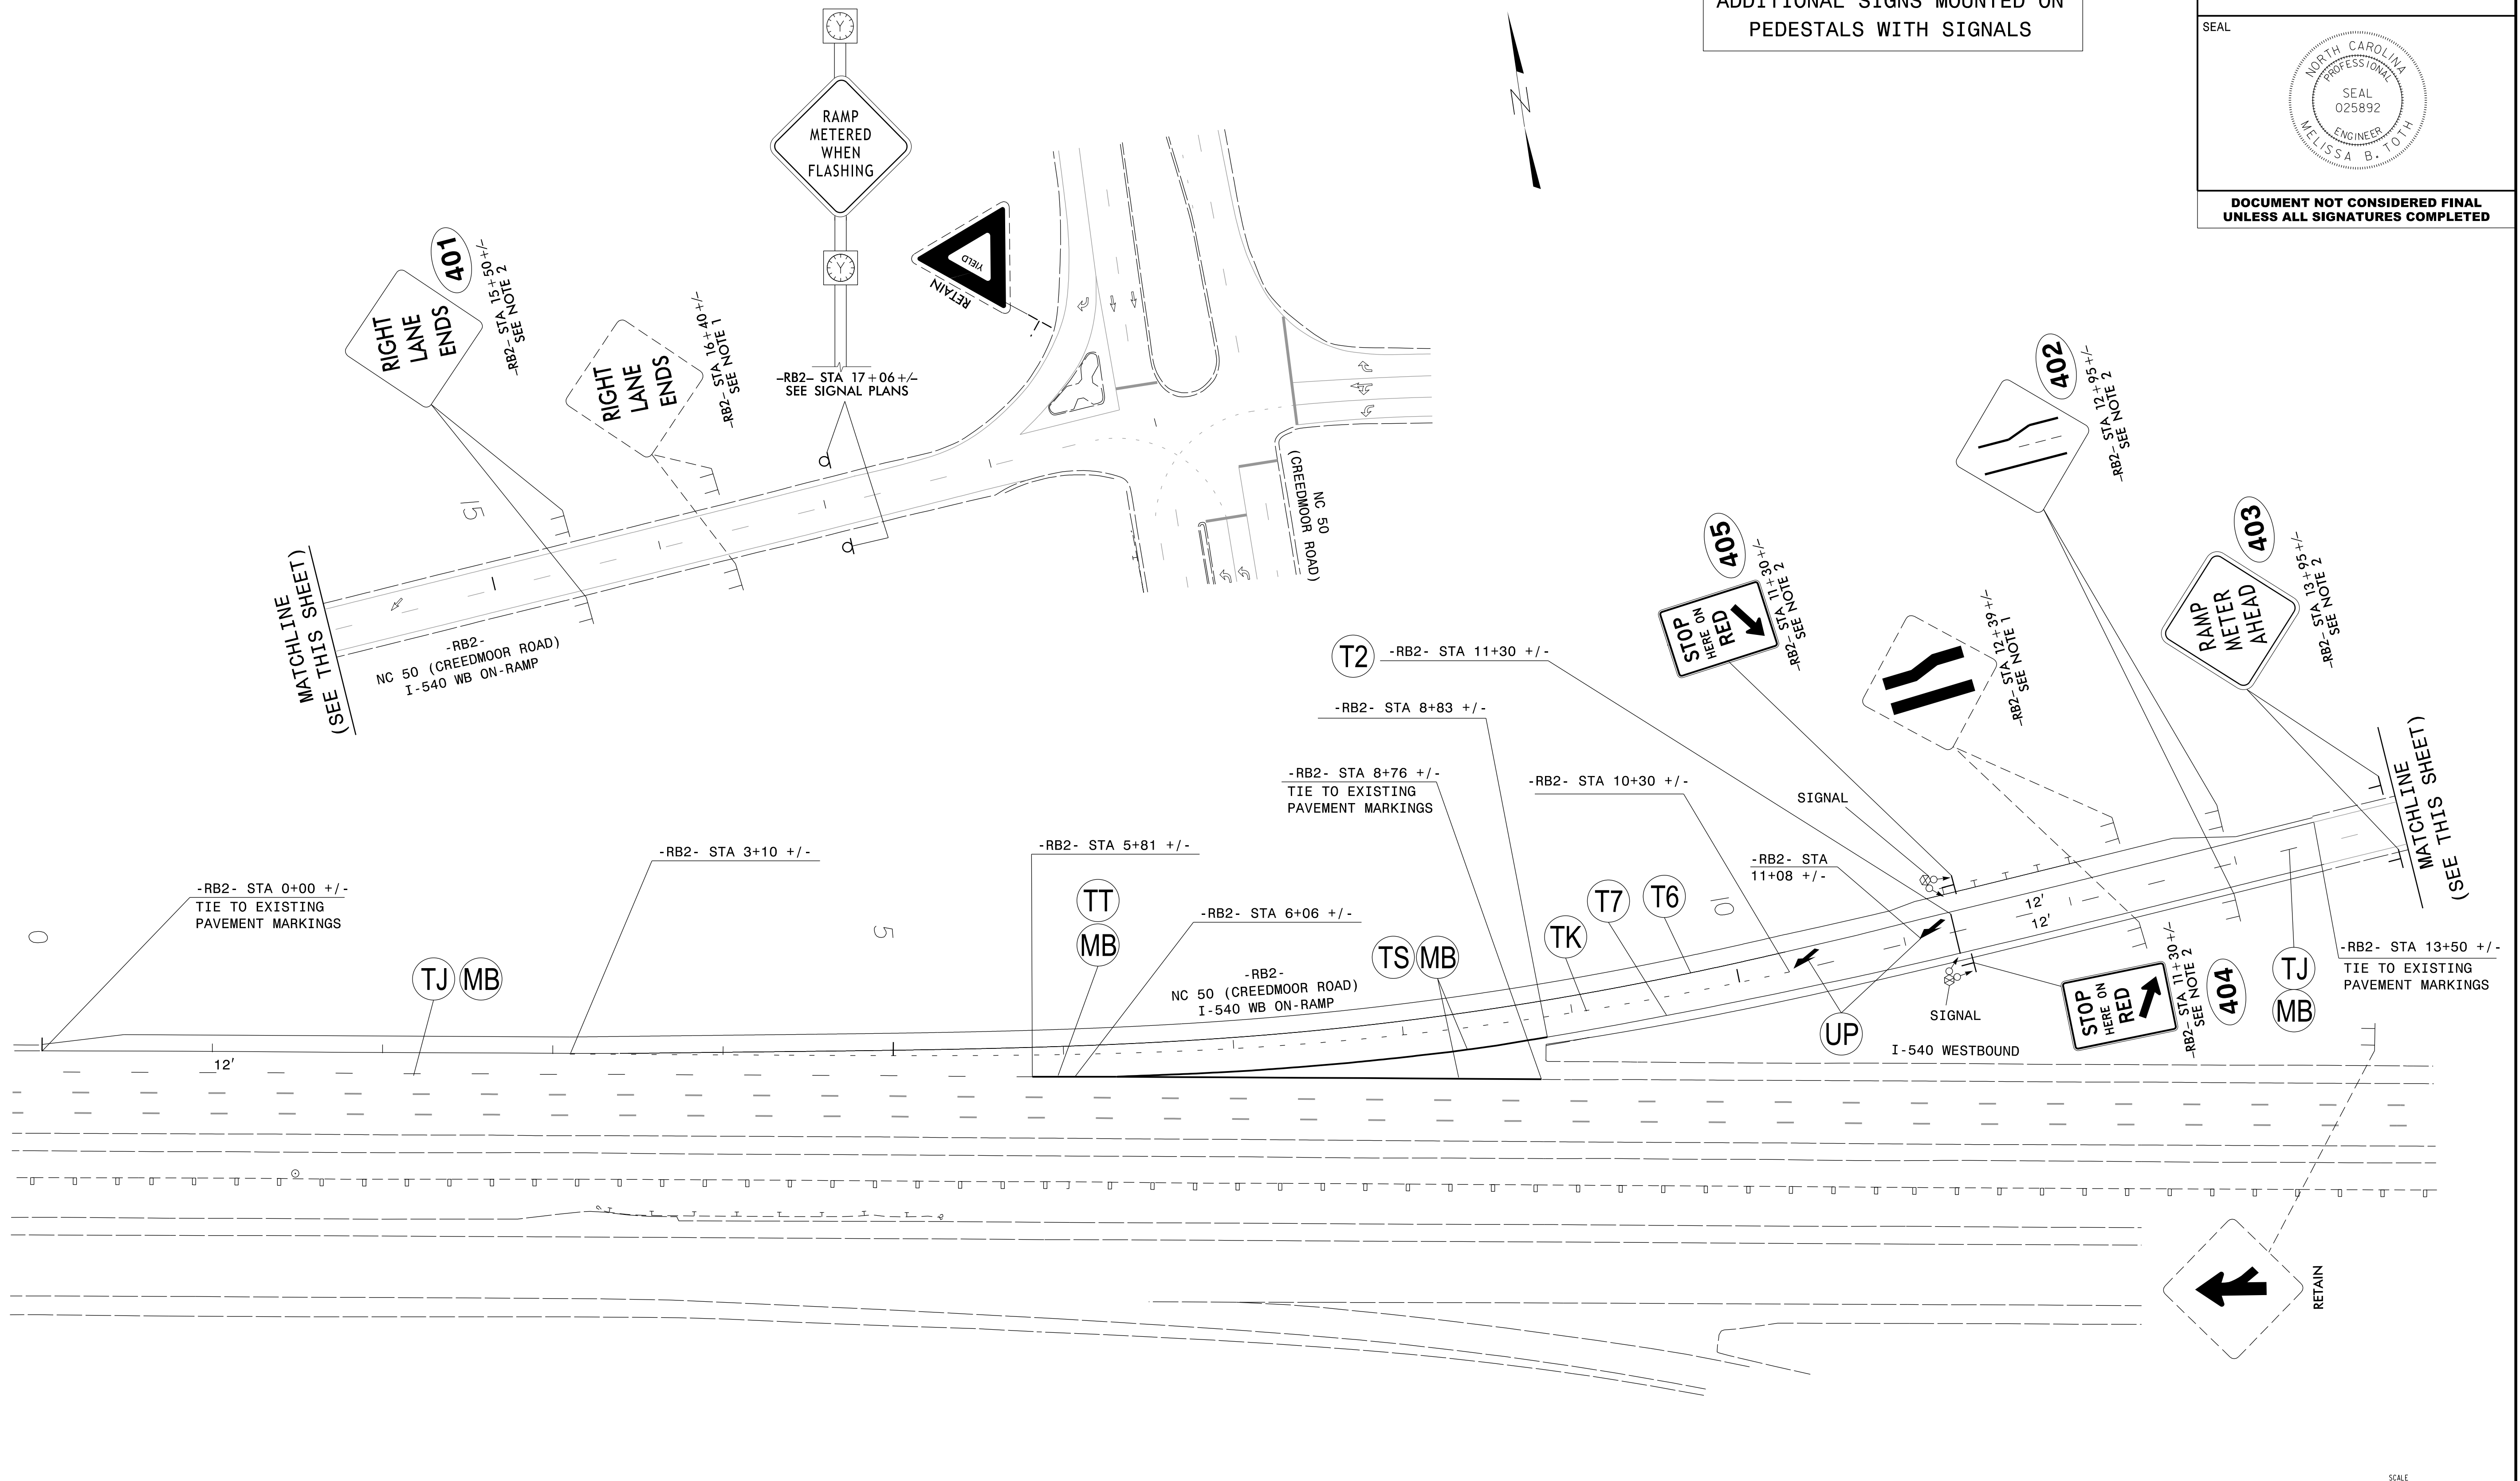 ADDITIONAL SIGNS MOUNTED ON
PEDESTALS WITH SIGNALS
SEAL
NORTH CAROLINA
PROFESSIONAL
SEAL
025892
ENGINEER
MELISSA B. TOTH
DOCUMENT NOT CONSIDERED FINAL
UNLESS ALL SIGNATURES COMPLETED
Y
RAMP
METERED
WHEN
FLASHING
Y
-RB2- STA 17+06+/-
SEE SIGNAL PLANS
YIELD
RETAIN
401
RIGHT
LANE
ENDS
-RB2- STA 15+50+/-
SEE NOTE 2
RIGHT
LANE
ENDS
-RB2- STA 16+40+/-
SEE NOTE 1
15
MATCHLINE
(SEE THIS SHEET)
-RB2-
NC 50 (CREEDMOOR ROAD)
I-540 WB ON-RAMP
NC 50
(CREEDMOOR ROAD)
402
-RB2- STA 12+95+/-
SEE NOTE 2
403
RAMP
METER
AHEAD
-RB2- STA 13+95+/-
SEE NOTE 2
405
STOP
HERE ON
RED
-RB2- STA 11+30+/-
SEE NOTE 2
-RB2- STA 12+39+/-
SEE NOTE 1
T2
-RB2- STA 11+30 +/-
-RB2- STA 8+83 +/-
-RB2- STA 8+76 +/-
TIE TO EXISTING
PAVEMENT MARKINGS
-RB2- STA 10+30 +/-
SIGNAL
-RB2- STA
11+08 +/-
MATCHLINE
(SEE THIS SHEET)
-RB2- STA 0+00 +/-
TIE TO EXISTING
PAVEMENT MARKINGS
-RB2- STA 3+10 +/-
-RB2- STA 5+81 +/-
TT
MB
-RB2- STA 6+06 +/-
0
5
10
TJ
MB
12'
-RB2-
NC 50 (CREEDMOOR ROAD)
I-540 WB ON-RAMP
TS
MB
TK
T7
T6
12'
12'
UP
SIGNAL
STOP
HERE ON
RED
-RB2- STA 11+30+/-
SEE NOTE 2
404
TJ
MB
-RB2- STA 13+50 +/-
TIE TO EXISTING
PAVEMENT MARKINGS
I-540 WESTBOUND
RETAIN
SCALE